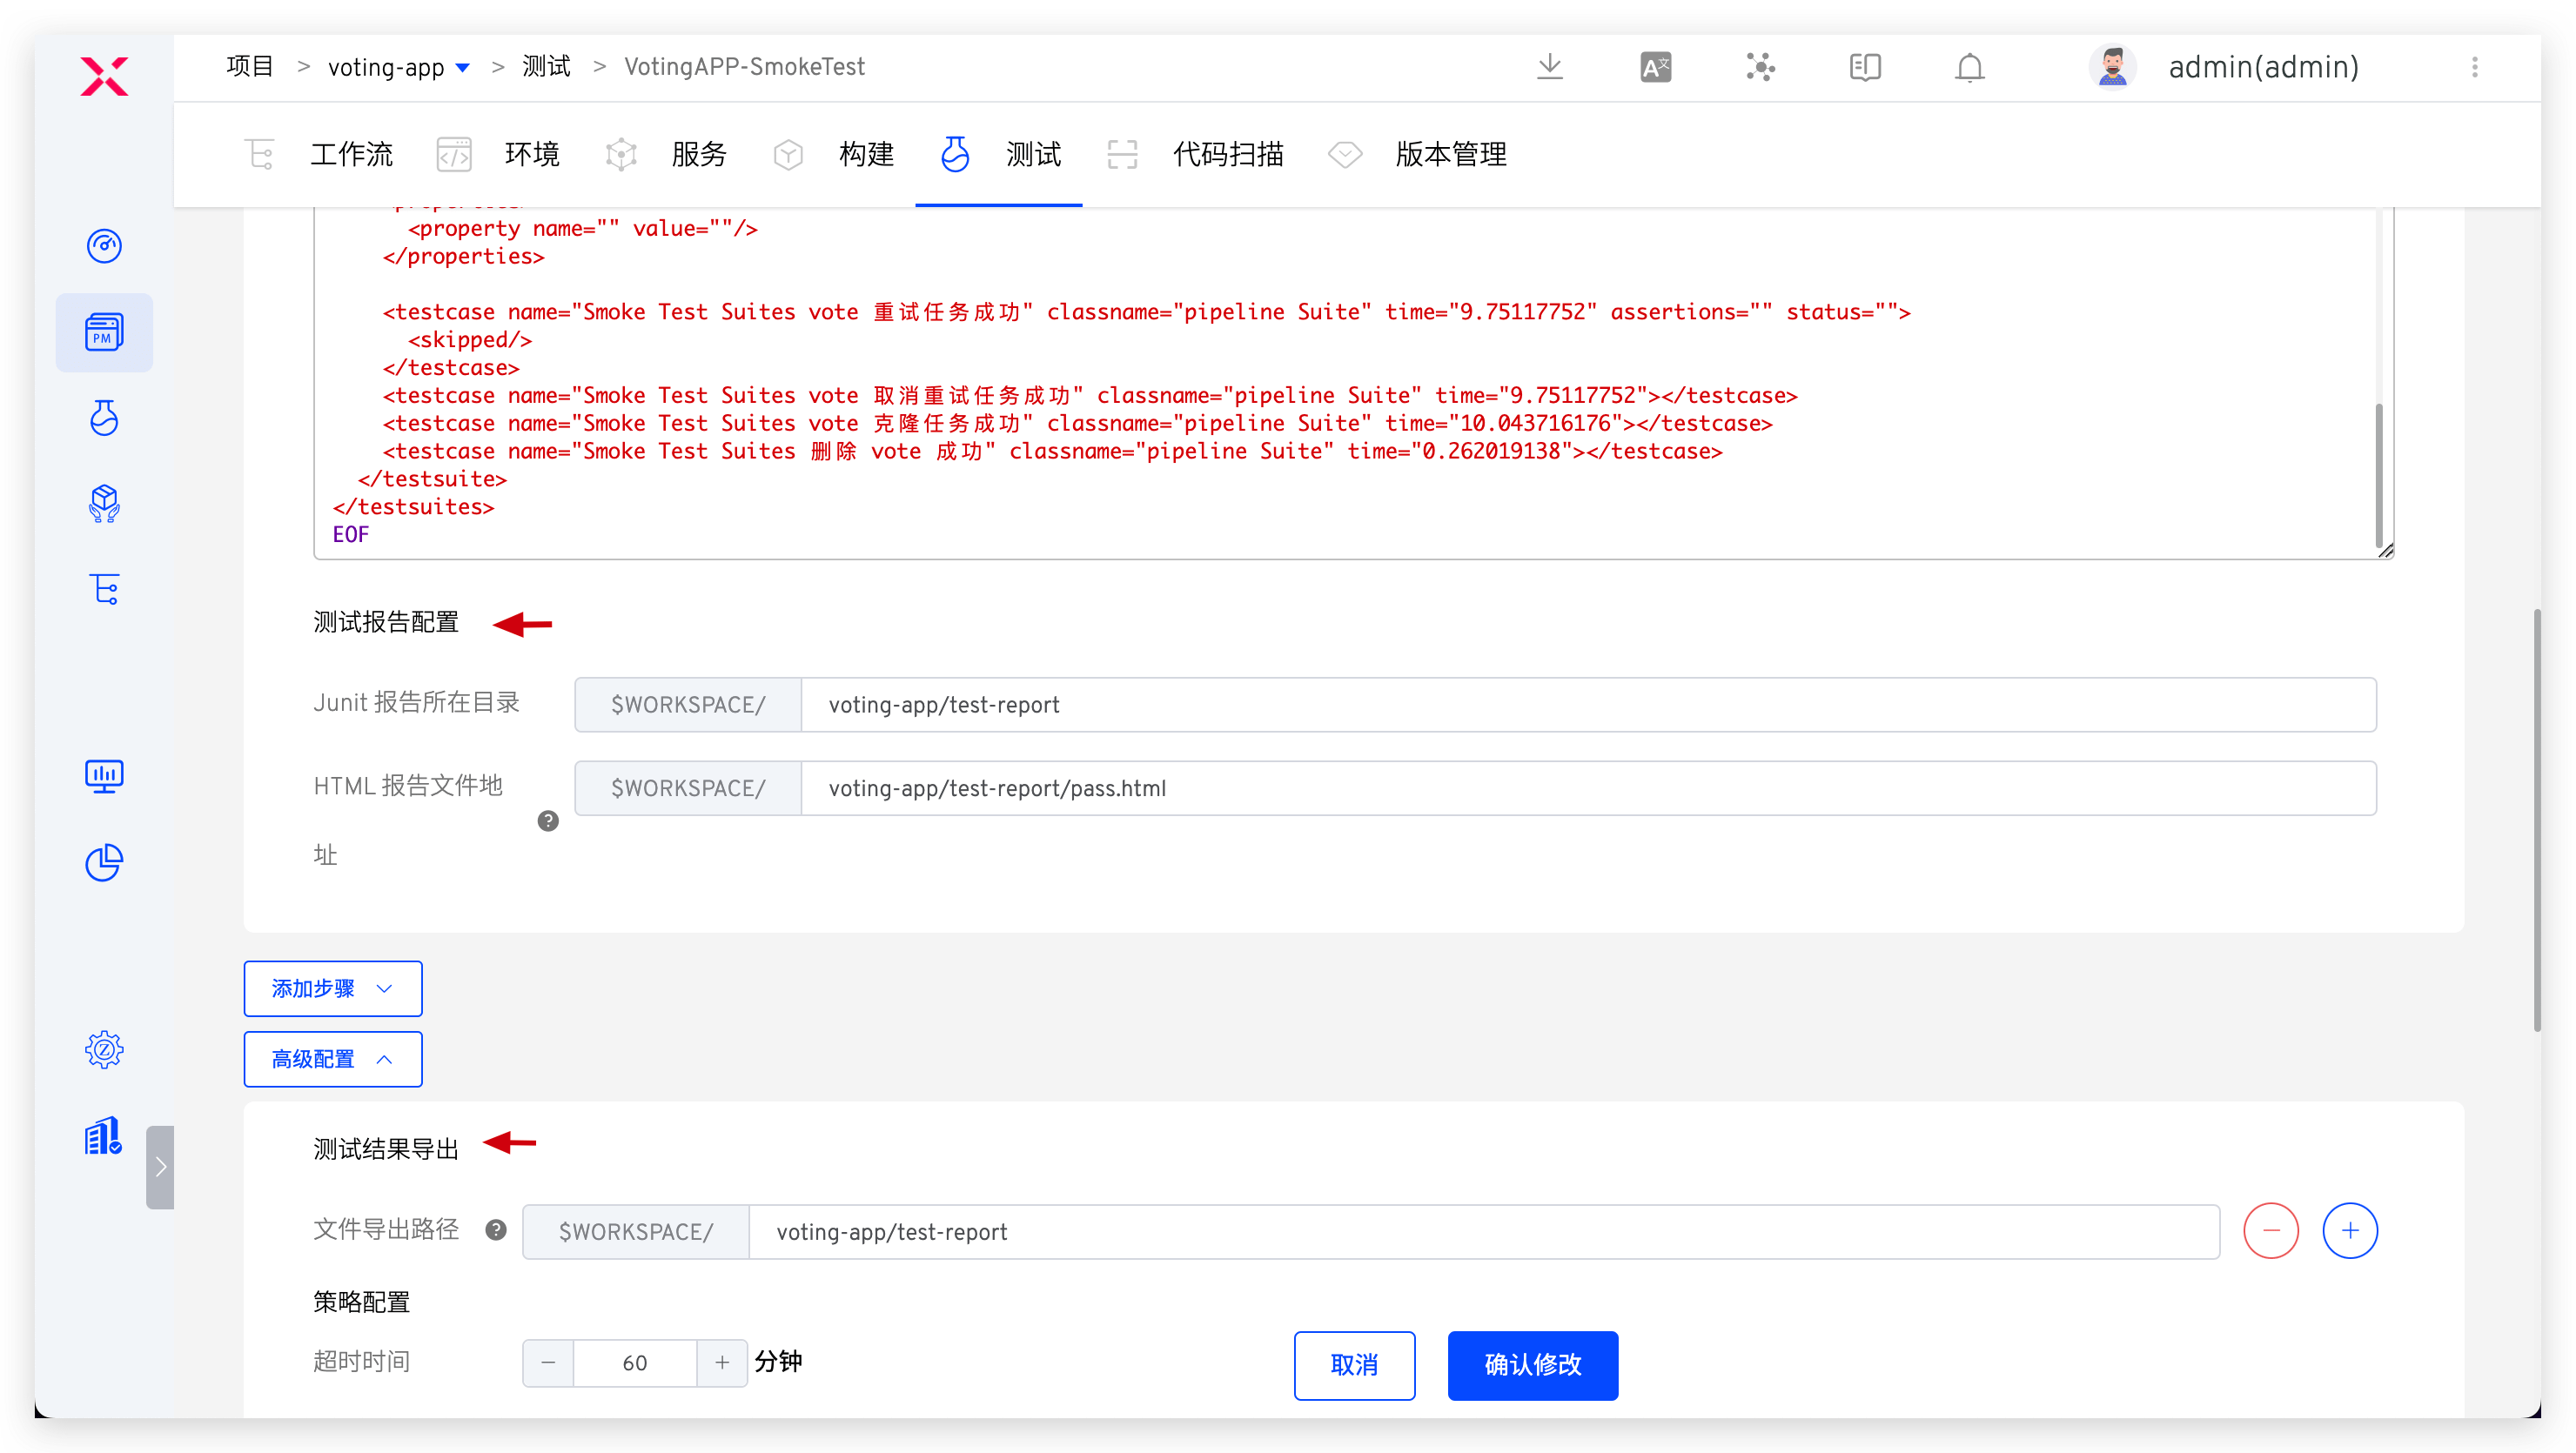 项目 > voting-app > 测试 > VotingAPP-SmokeTest
admin(admin)
工作流 环境 服务 构建 测试 代码扫描 版本管理
<property name="" value=""/>
</properties>
<testcase name="Smoke Test Suites vote 重试任务成功" classname="pipeline Suite" time="9.75117752" assertions="" status="">
<skipped/>
</testcase>
<testcase name="Smoke Test Suites vote 取消重试任务成功" classname="pipeline Suite" time="9.75117752"></testcase>
<testcase name="Smoke Test Suites vote 克隆任务成功" classname="pipeline Suite" time="10.043716176"></testcase>
<testcase name="Smoke Test Suites 删除 vote 成功" classname="pipeline Suite" time="0.262019138"></testcase>
</testsuite>
</testsuites>
EOF
测试报告配置
Junit 报告所在目录 $WORKSPACE/ voting-app/test-report
HTML 报告文件地
址
? $WORKSPACE/ voting-app/test-report/pass.html
添加步骤
高级配置
测试结果导出
文件导出路径 ? $WORKSPACE/ voting-app/test-report
策略配置
超时时间 − 60 + 分钟
取消 确认修改
PM